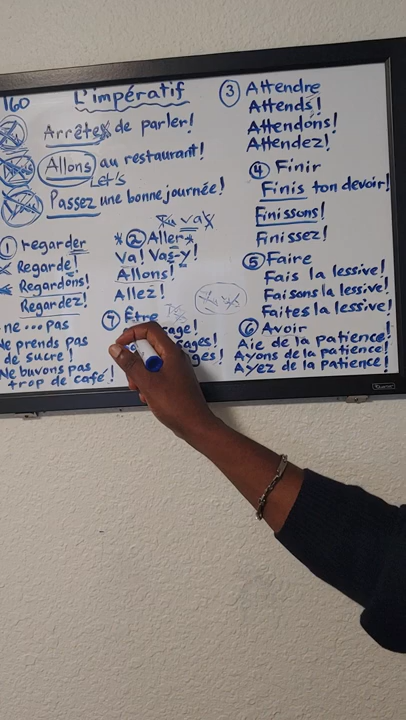 160
L'impératif
Arrêtes de parler!
Allons au restaurant!
Let's
Passez une bonne journée!
Tu vas
1 regarder
Regarde!
Regardons!
Regardez!
ne...pas
Ne prends pas
de sucre!
Ne buvons pas
trop de café!
*2 Aller*
Va! Vas-y!
Allons!
Allez!
7 Être
age!
ages!
ges!
3 Attendre
Attends!
Attendons!
Attendez!
4 Finir
Finis ton devoir!
Finissons!
Finissez!
5 Faire
Fais la lessive!
Faisons la lessive!
Faites la lessive!
6 Avoir
Aie de la patience!
Ayons de la patience!
Ayez de la patience!